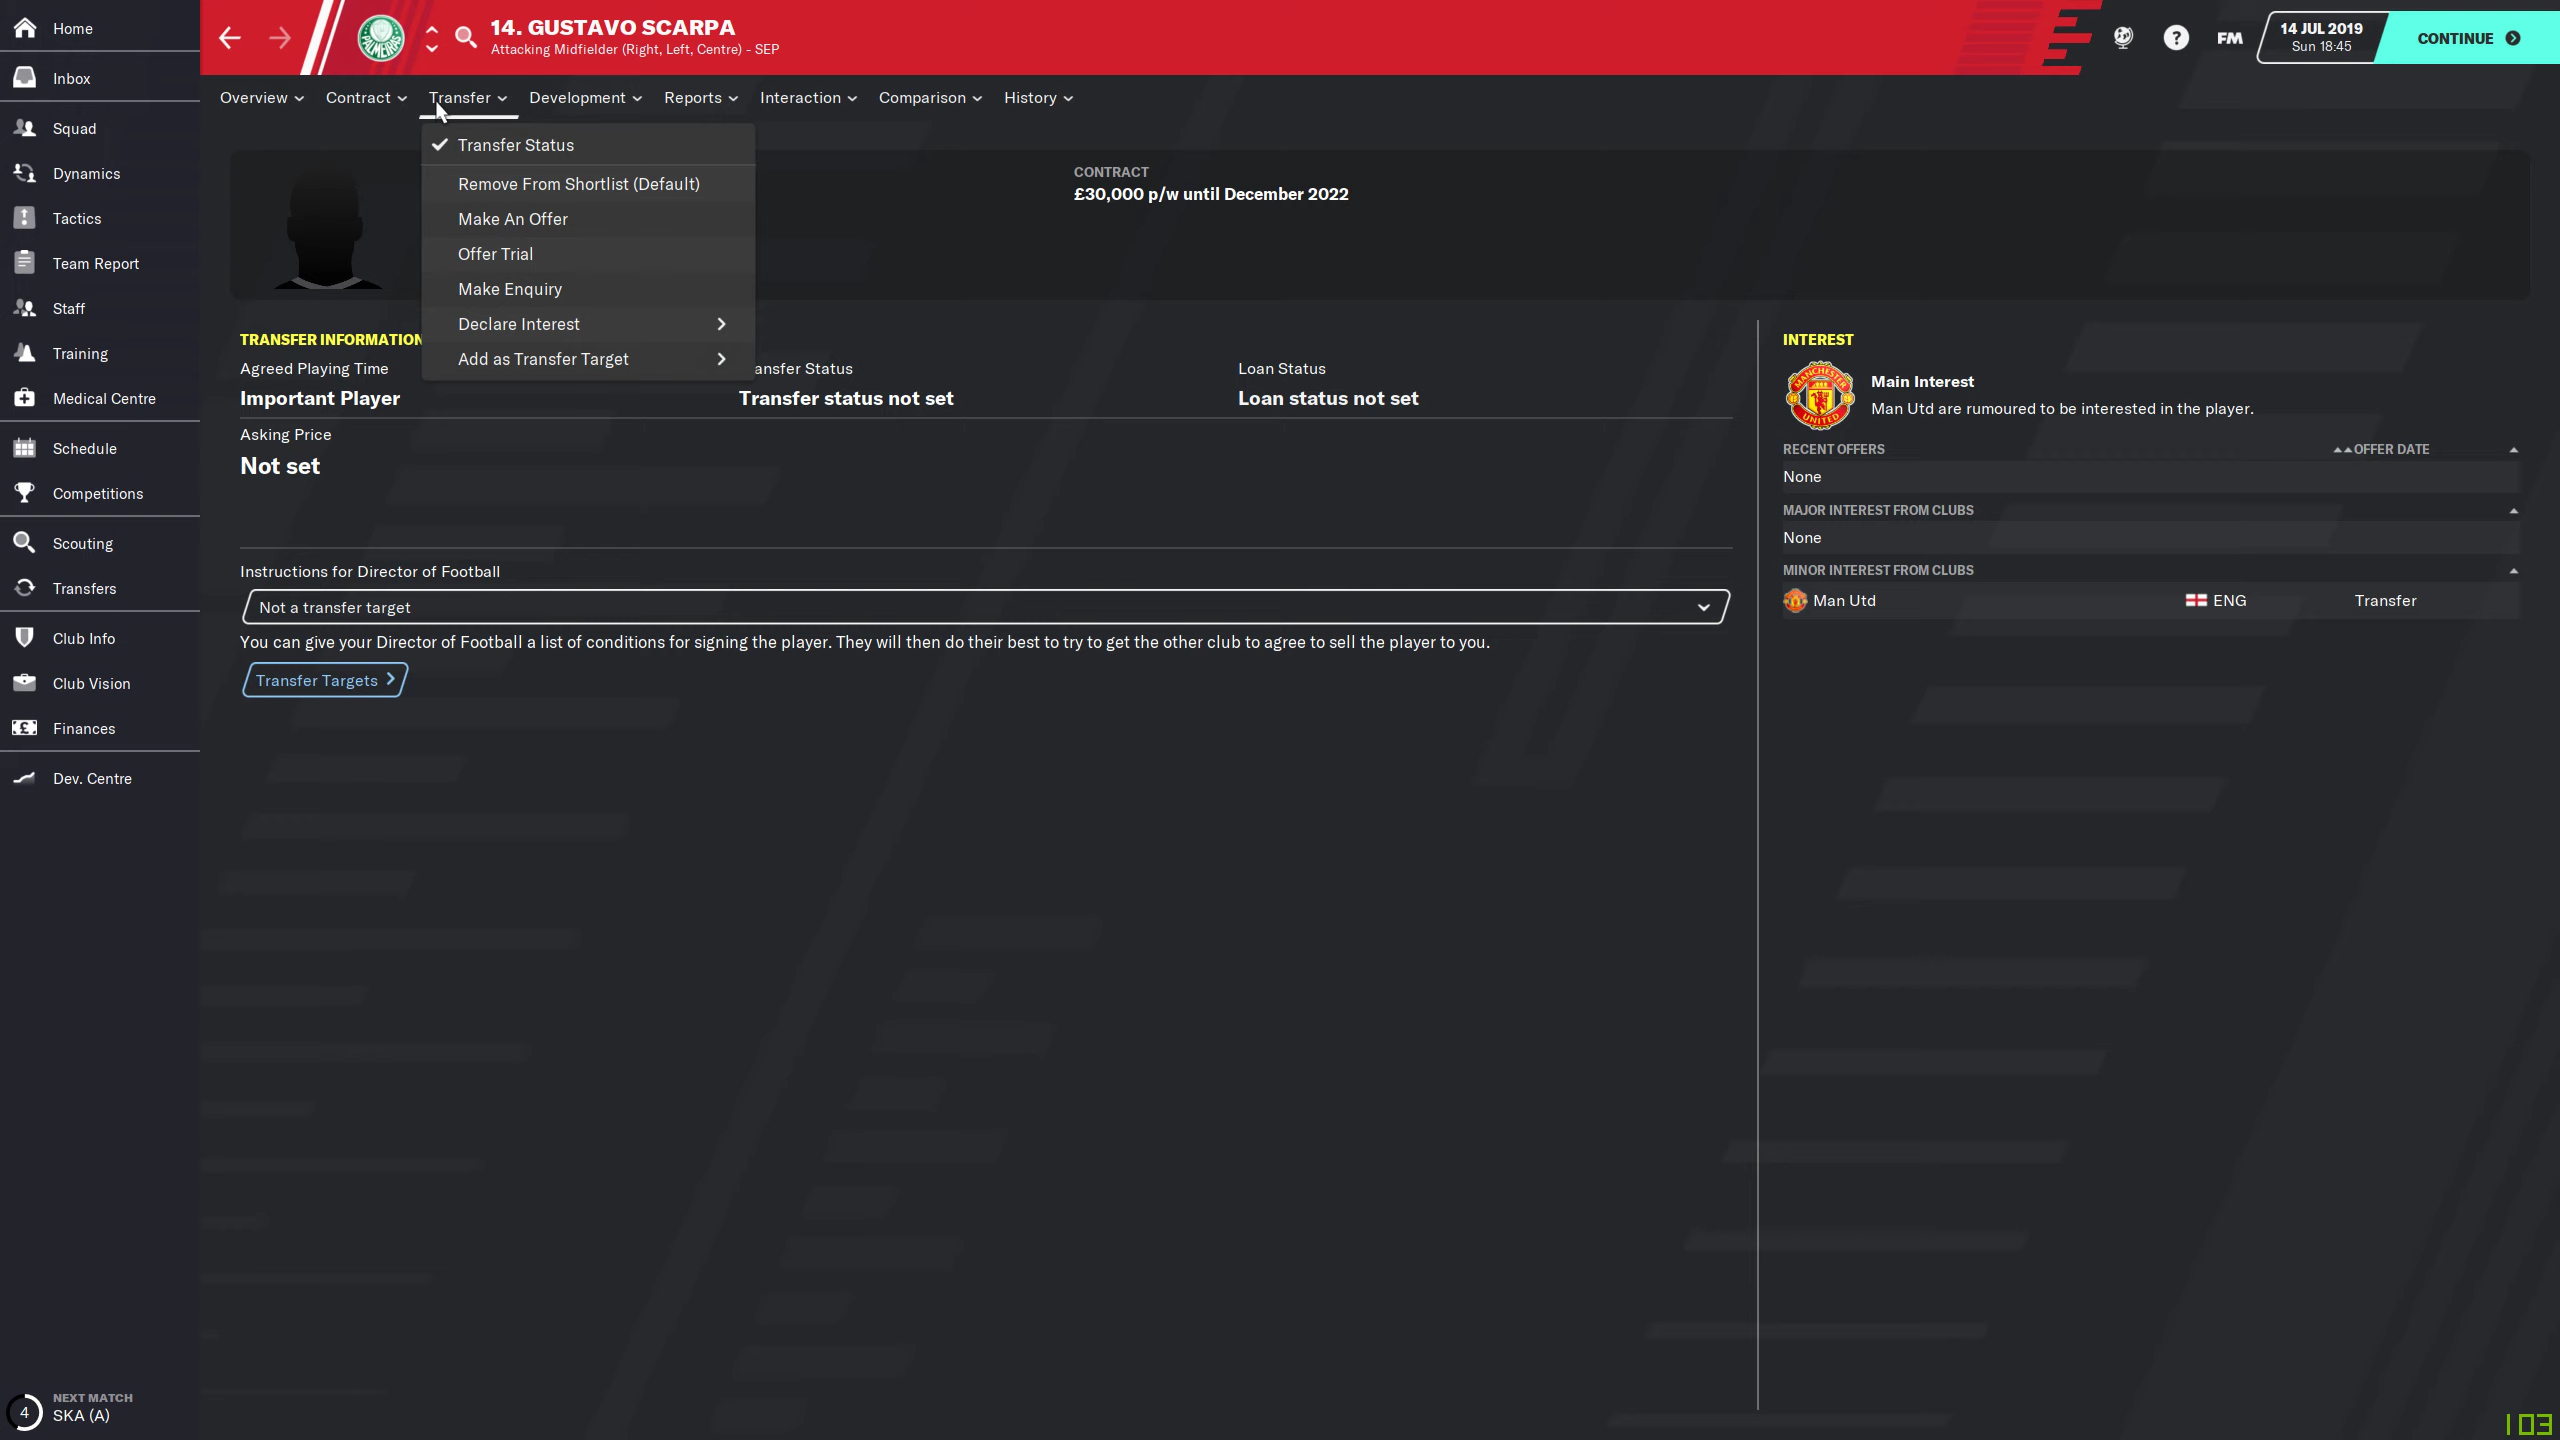 Home
Inbox
Squad
Dynamics
Tactics
Team Report
Staff
Training
Medical Centre
Schedule
Competitions
Scouting
Transfers
Club Info
Club Vision
Finances
Dev. Centre
4
NEXT MATCH
SKA (A)
PALMEIRAS
14. GUSTAVO SCARPA
Attacking Midfielder (Right, Left, Centre) - SEP
?
FM
14 JUL 2019
Sun 18:45
CONTINUE
Overview
Contract
Transfer
Development
Reports
Interaction
Comparison
History
Transfer Status
Remove From Shortlist (Default)
Make An Offer
Offer Trial
Make Enquiry
Declare Interest
Add as Transfer Target
CONTRACT
£30,000 p/w until December 2022
TRANSFER INFORMATION
Agreed Playing Time
Important Player
ansfer Status
Transfer status not set
Loan Status
Loan status not set
Asking Price
Not set
Instructions for Director of Football
Not a transfer target
You can give your Director of Football a list of conditions for signing the player. They will then do their best to try to get the other club to agree to sell the player to you.
Transfer Targets
INTEREST
MANCHESTER
UNITED
Main Interest
Man Utd are rumoured to be interested in the player.
RECENT OFFERS
OFFER DATE
None
MAJOR INTEREST FROM CLUBS
None
MINOR INTEREST FROM CLUBS
Man Utd
ENG
Transfer
103